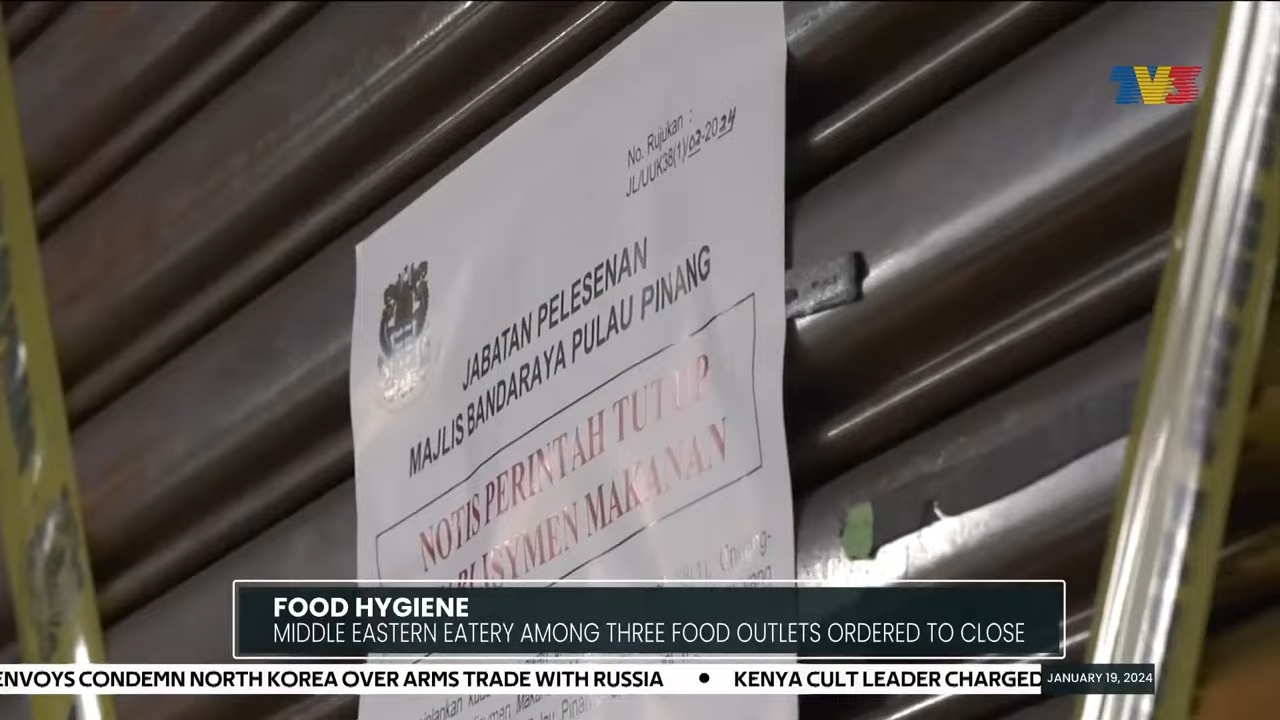 TV3
No. Rujukan :
JL/UUK38(1)/02-2024
JABATAN PELESENAN
MAJLIS BANDARAYA PULAU PINANG
NOTIS PERINTAH TUTUP
MAKANAN
FOOD HYGIENE
MIDDLE EASTERN EATERY AMONG THREE FOOD OUTLETS ORDERED TO CLOSE
ENVOYS CONDEMN NORTH KOREA OVER ARMS TRADE WITH RUSSIA • KENYA CULT LEADER CHARGED
JANUARY 19, 2024